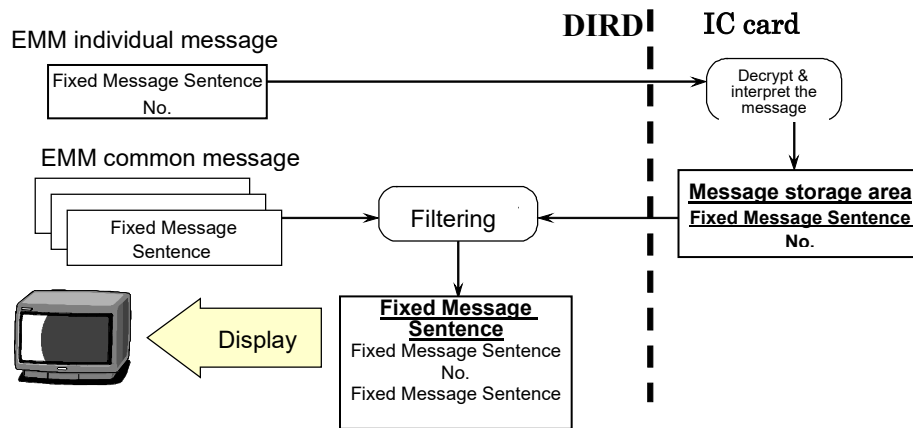 DIRD
IC card
EMM individual message
Fixed Message Sentence
No.
Decrypt &
interpret the
message
EMM common message
Fixed Message
Sentence
Filtering
Message storage area
Fixed Message Sentence
No.
Display
Fixed Message
Sentence
Fixed Message Sentence
No.
Fixed Message Sentence